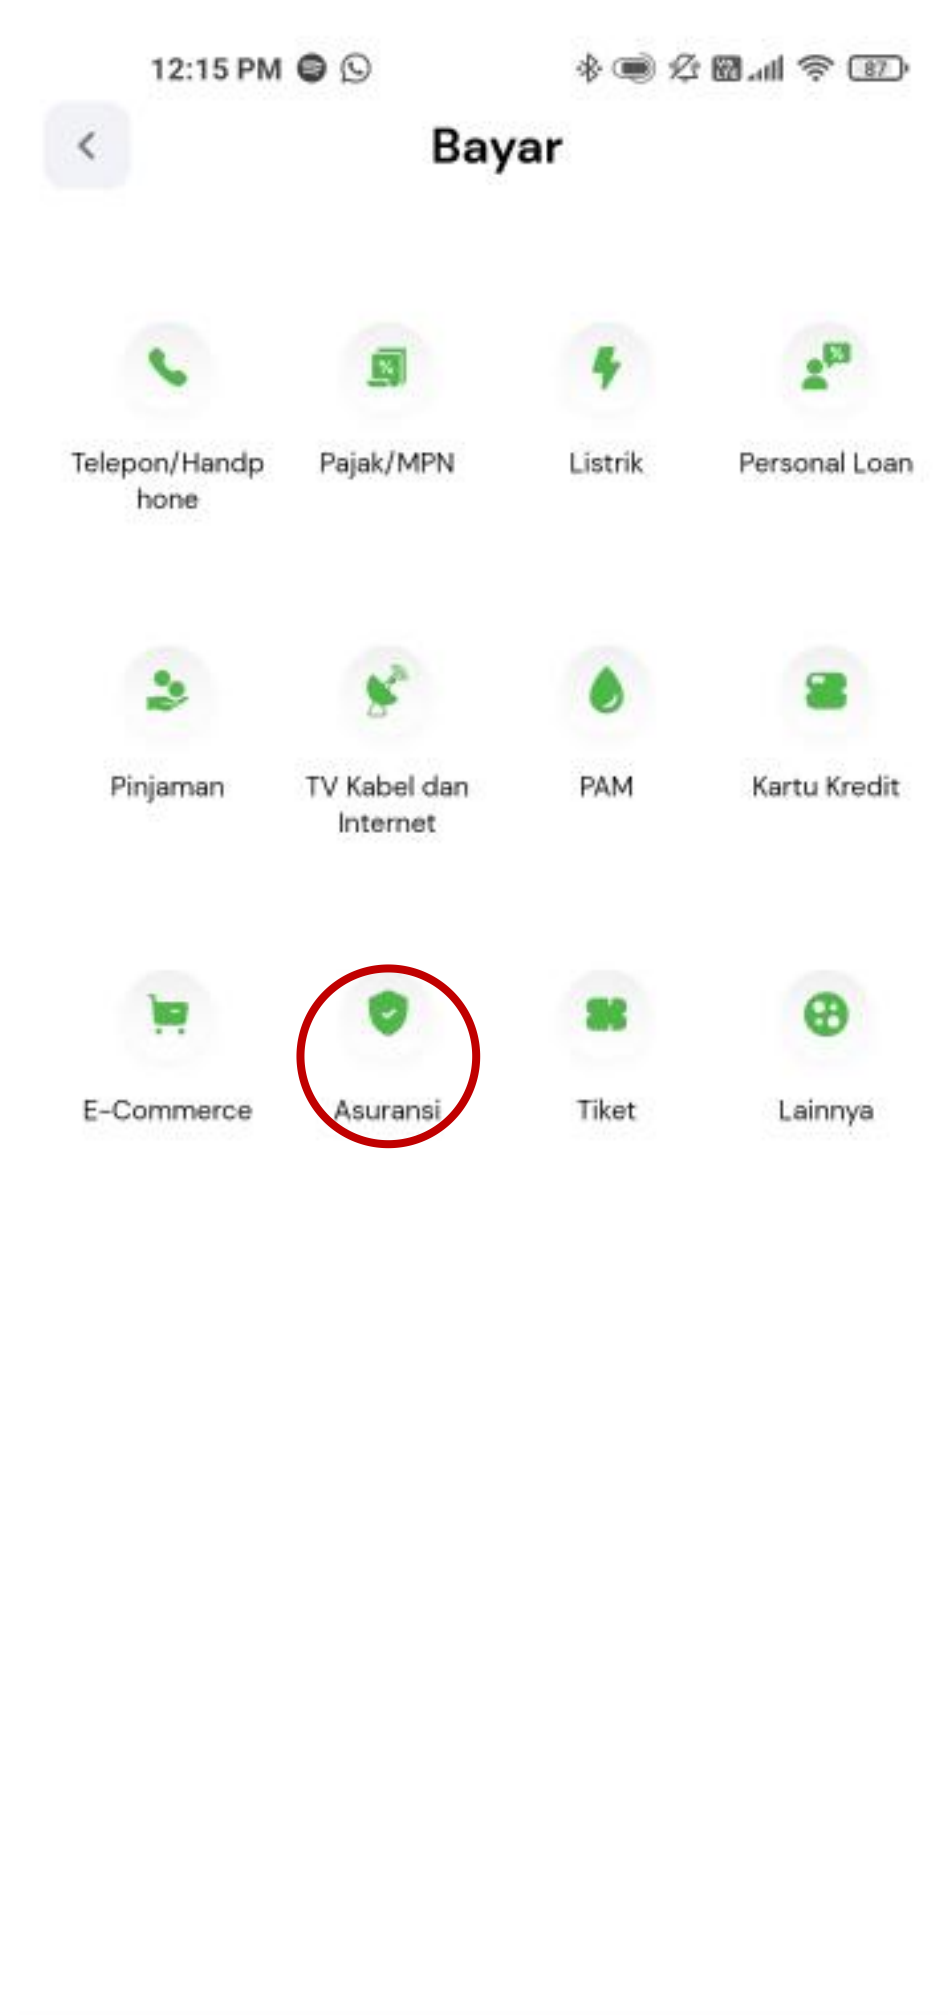 12:15 PM
87
Bayar
Telepon/Handp
hone
Pajak/MPN
Listrik
Personal Loan
Pinjaman
TV Kabel dan
Internet
PAM
Kartu Kredit
E-Commerce
Asuransi
Tiket
Lainnya